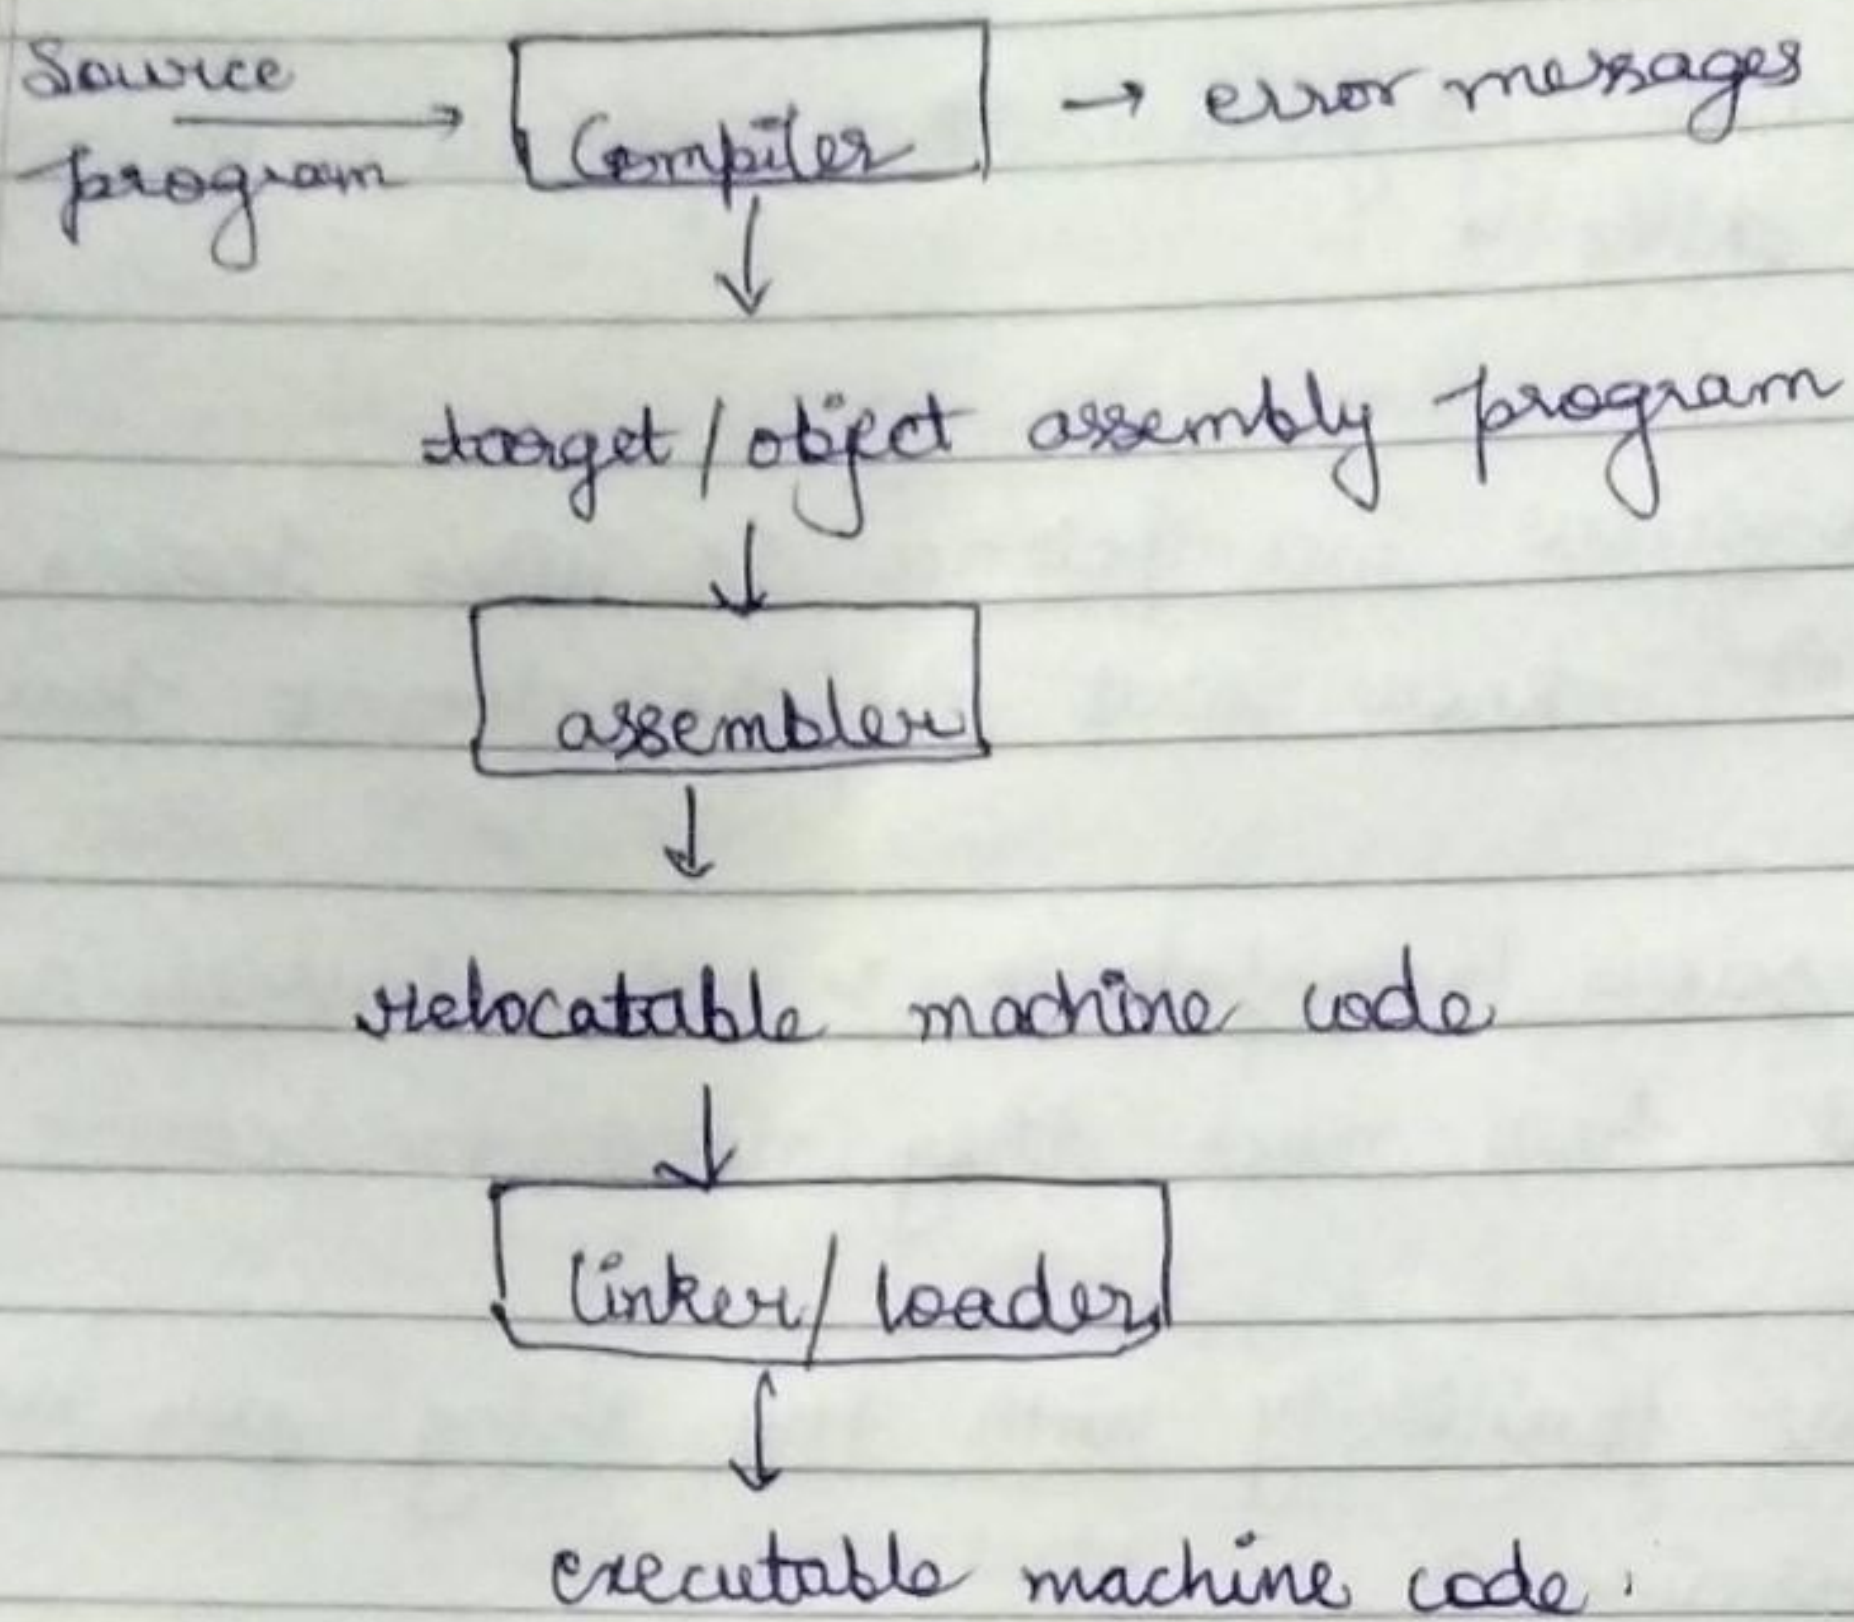 Source
program
Compiler
→ error messages
target / object assembly program
assembler
relocatable machine code
linker / loader
executable machine code.